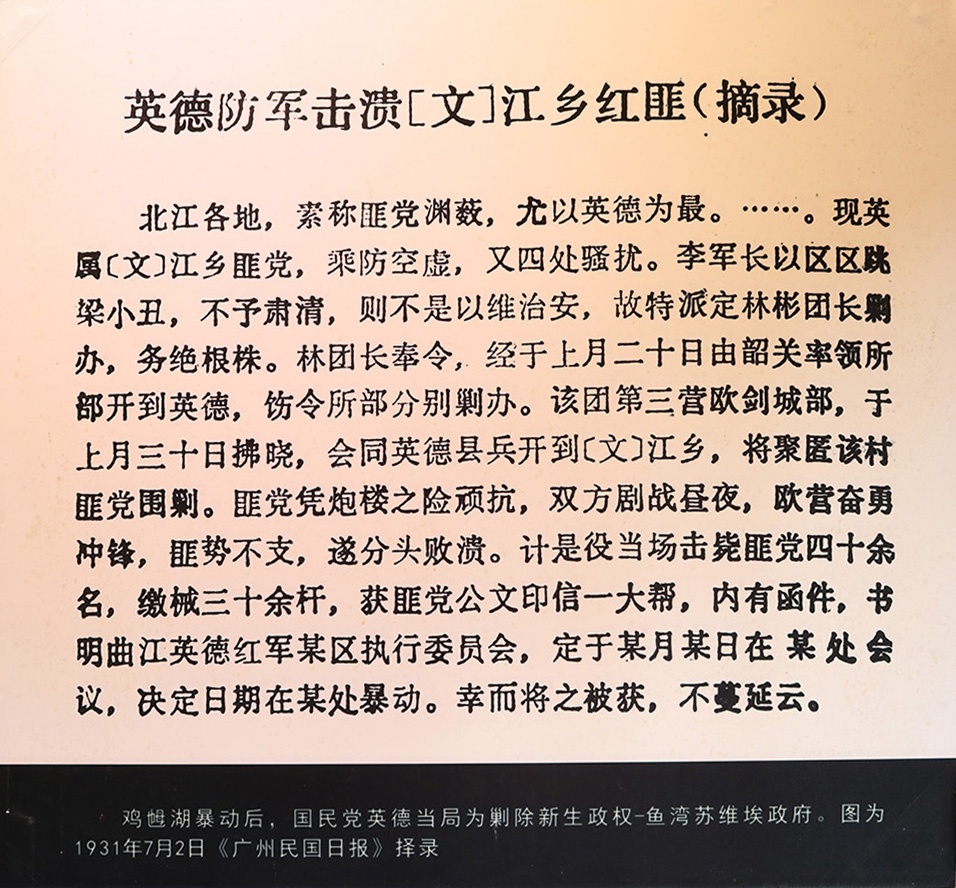 英德防军击溃[文]江乡红匪(摘录)
北江各地，素称匪党渊薮，尤以英德为最。……。现英
属〔文〕江乡匪党，乘防空虚，又四处骚扰。李军长以区区跳
梁小丑，不予肃清，则不是以维治安，故特派定林彬团长剿
办，务绝根株。林团长奉令，经于上月二十日由韶关率领所
部开到英德，饬令所部分别剿办。该团第三营欧剑城部，于
上月三十日拂晓，会同英德县兵开到〔文〕江乡，将聚匿该村
匪党围剿。匪党凭炮楼之险顽抗，双方剧战昼夜，欧营奋勇
冲锋，匪势不支，遂分头败溃。计是役当场击毙匪党四十余
名，缴械三十余杆，获匪党公文印信一大帮，内有函件，书
明曲江英德红军某区执行委员会，定于某月某日在某处会
议，决定日期在某处暴动。幸而将之被获，不蔓延云。
鸡乸湖暴动后，国民党英德当局为剿除新生政权-鱼湾苏维埃政府。图为
1931年7月2日《广州民国日报》择录